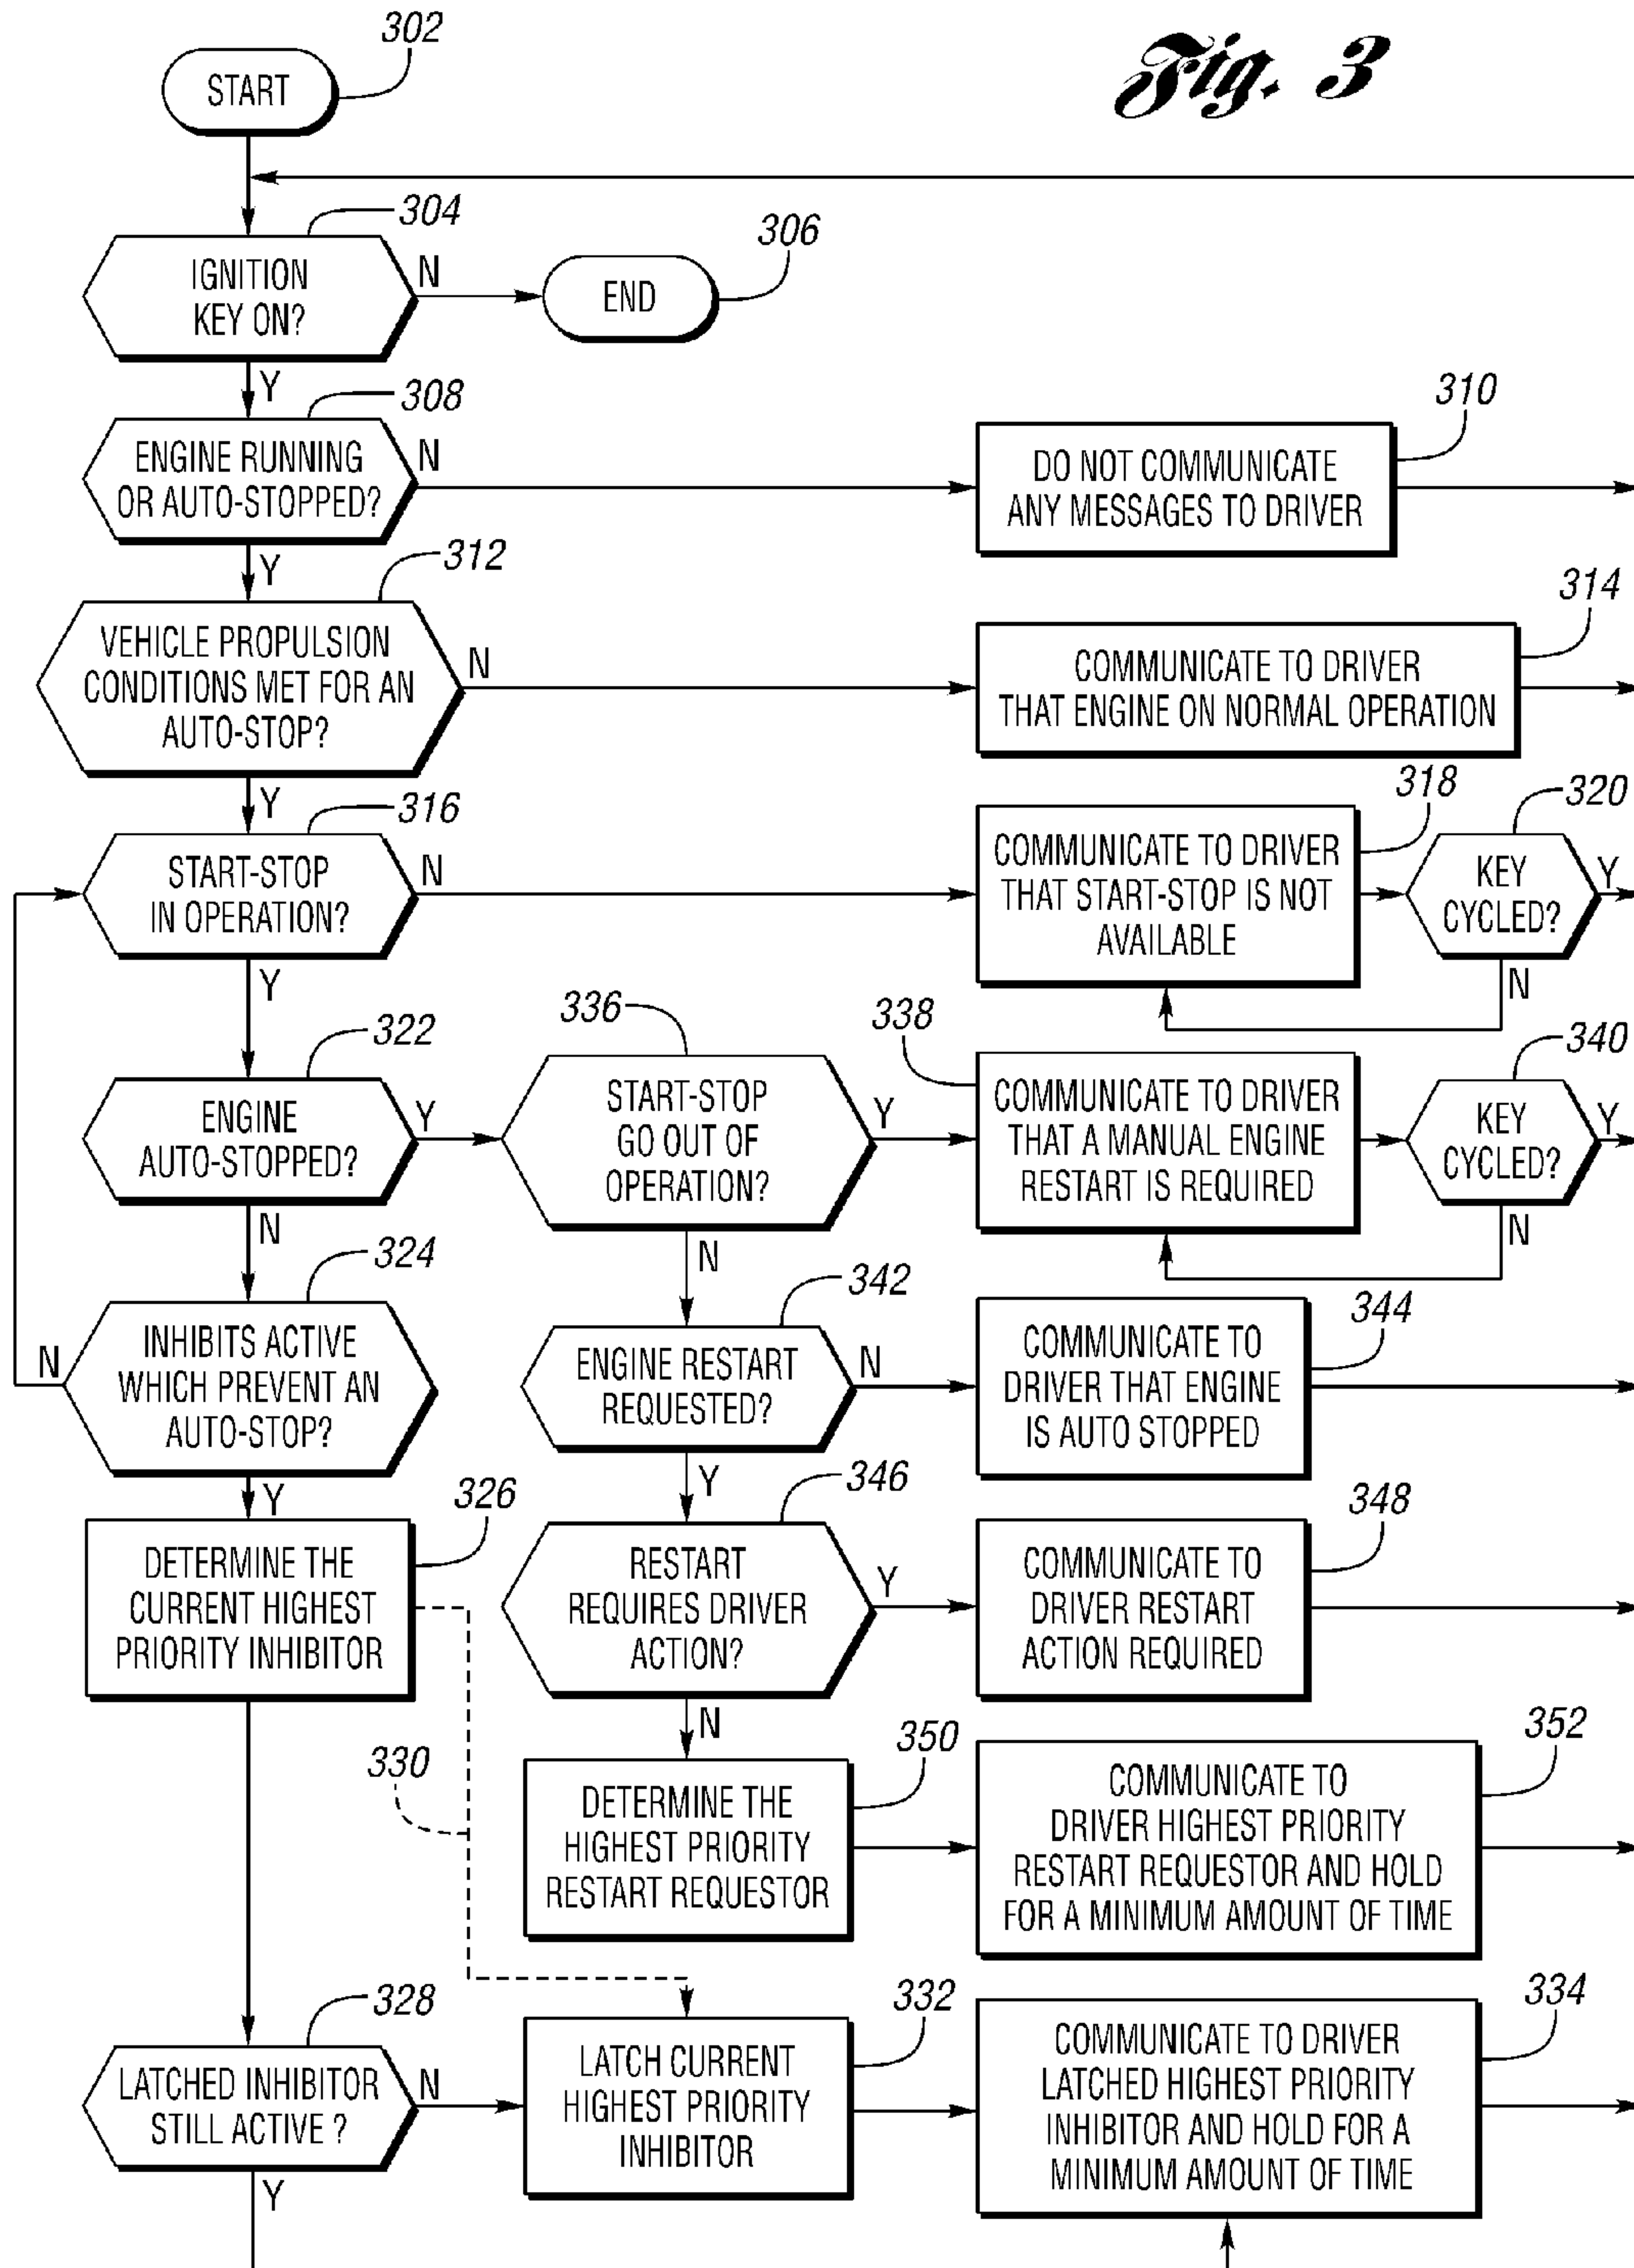 Fig. 3
302
START
304
IGNITION
KEY ON?
N
306
END
Y
308
ENGINE RUNNING
OR AUTO-STOPPED?
N
310
DO NOT COMMUNICATE
ANY MESSAGES TO DRIVER
Y
312
VEHICLE PROPULSION
CONDITIONS MET FOR AN
AUTO-STOP?
N
314
COMMUNICATE TO DRIVER
THAT ENGINE ON NORMAL OPERATION
Y
316
START-STOP
IN OPERATION?
N
318
COMMUNICATE TO DRIVER
THAT START-STOP IS NOT
AVAILABLE
320
KEY
CYCLED?
Y
N
Y
322
ENGINE
AUTO-STOPPED?
Y
336
START-STOP
GO OUT OF
OPERATION?
Y
338
COMMUNICATE TO DRIVER
THAT A MANUAL ENGINE
RESTART IS REQUIRED
340
KEY
CYCLED?
Y
N
N
324
INHIBITS ACTIVE
WHICH PREVENT AN
AUTO-STOP?
N
N
342
ENGINE RESTART
REQUESTED?
N
344
COMMUNICATE TO
DRIVER THAT ENGINE
IS AUTO STOPPED
Y
326
DETERMINE THE
CURRENT HIGHEST
PRIORITY INHIBITOR
Y
346
RESTART
REQUIRES DRIVER
ACTION?
Y
348
COMMUNICATE TO
DRIVER RESTART
ACTION REQUIRED
330
N
350
DETERMINE THE
HIGHEST PRIORITY
RESTART REQUESTOR
352
COMMUNICATE TO
DRIVER HIGHEST PRIORITY
RESTART REQUESTOR AND HOLD
FOR A MINIMUM AMOUNT OF TIME
328
LATCHED INHIBITOR
STILL ACTIVE ?
N
332
LATCH CURRENT
HIGHEST PRIORITY
INHIBITOR
334
COMMUNICATE TO DRIVER
LATCHED HIGHEST PRIORITY
INHIBITOR AND HOLD FOR A
MINIMUM AMOUNT OF TIME
Y